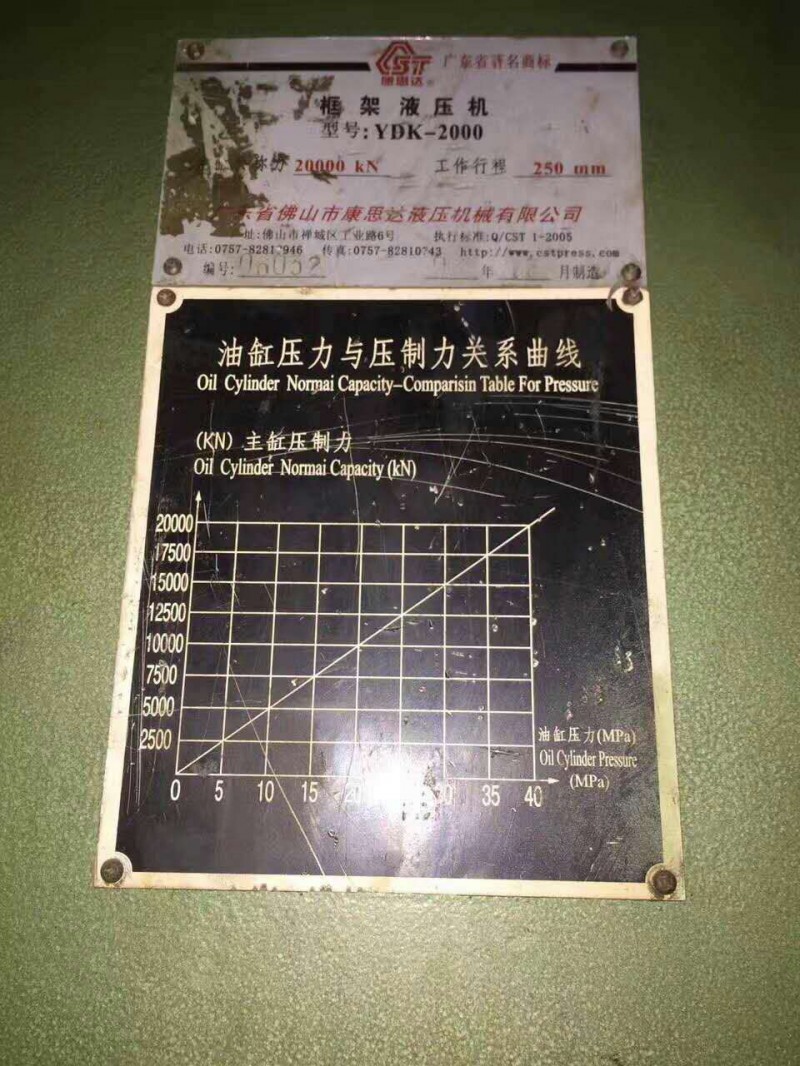 CST 广东省著名商标
康思达
框架液压机
型号:YDK-2000
20000 kN 工作行程 250 mm
广东省佛山市康思达液压机械有限公司
址:佛山市禅城区工业路6号 执行标准:Q/CST 1-2005
电话:0757- 传真:0757-82810743 http://www.cstpress.com
编号: 年 月制造
油缸压力与压制力关系曲线
Oil Cylinder Normai Capacity-Comparisin Table For Pressure
(KN) 主缸压制力
Oil Cylinder Normai Capacity (kN)
20000
17500
15000
12500
10000
7500
5000
2500
油缸压力(MPa)
Oil Cylinder Pressure
(MPa)
0 5 10 15 35 40